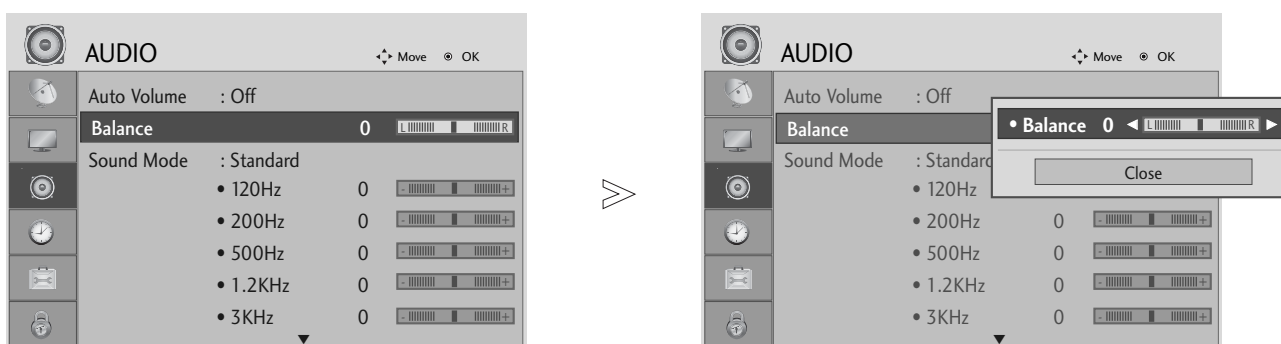 AUDIO Move OK
Auto Volume : Off
Balance 0 L R
Sound Mode : Standard
• 120Hz 0 - +
• 200Hz 0 - +
• 500Hz 0 - +
• 1.2KHz 0 - +
• 3KHz 0 - +
AUDIO Move OK
Auto Volume : Off
Balance
• Balance 0 L R
Close
Sound Mode : Standard
• 120Hz
• 200Hz 0 - +
• 500Hz 0 - +
• 1.2KHz 0 - +
• 3KHz 0 - +